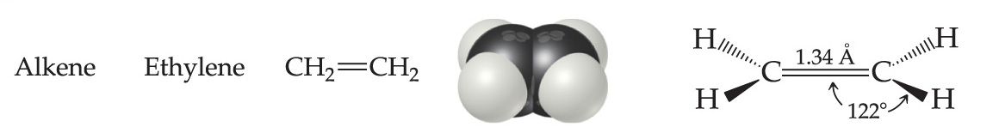 Alkene Ethylene CH₂=CH₂
H H
1.34 Å
C C
H H
122°